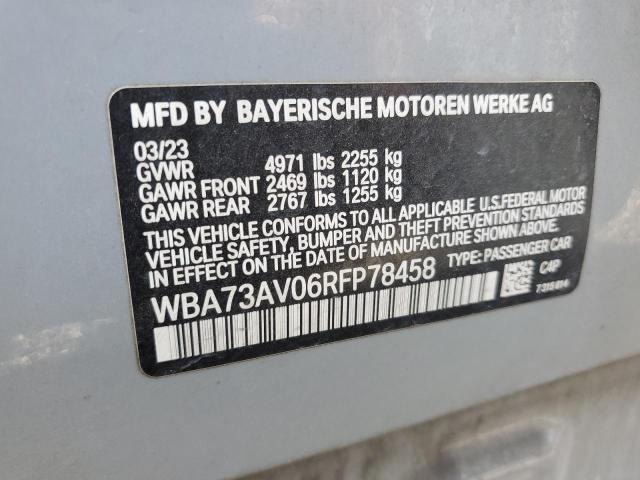 MFD BY BAYERISCHE MOTOREN WERKE AG
03/23
GVWR 4971 lbs 2255 kg
GAWR FRONT 2469 lbs 1120 kg
GAWR REAR 2767 lbs 1255 kg
THIS VEHICLE CONFORMS TO ALL APPLICABLE U.S.FEDERAL MOTOR
VEHICLE SAFETY, BUMPER AND THEFT PREVENTION STANDARDS
IN EFFECT ON THE DATE OF MANUFACTURE SHOWN ABOVE.
WBA73AV06RFP78458 TYPE: PASSENGER CAR
C4P
7315814